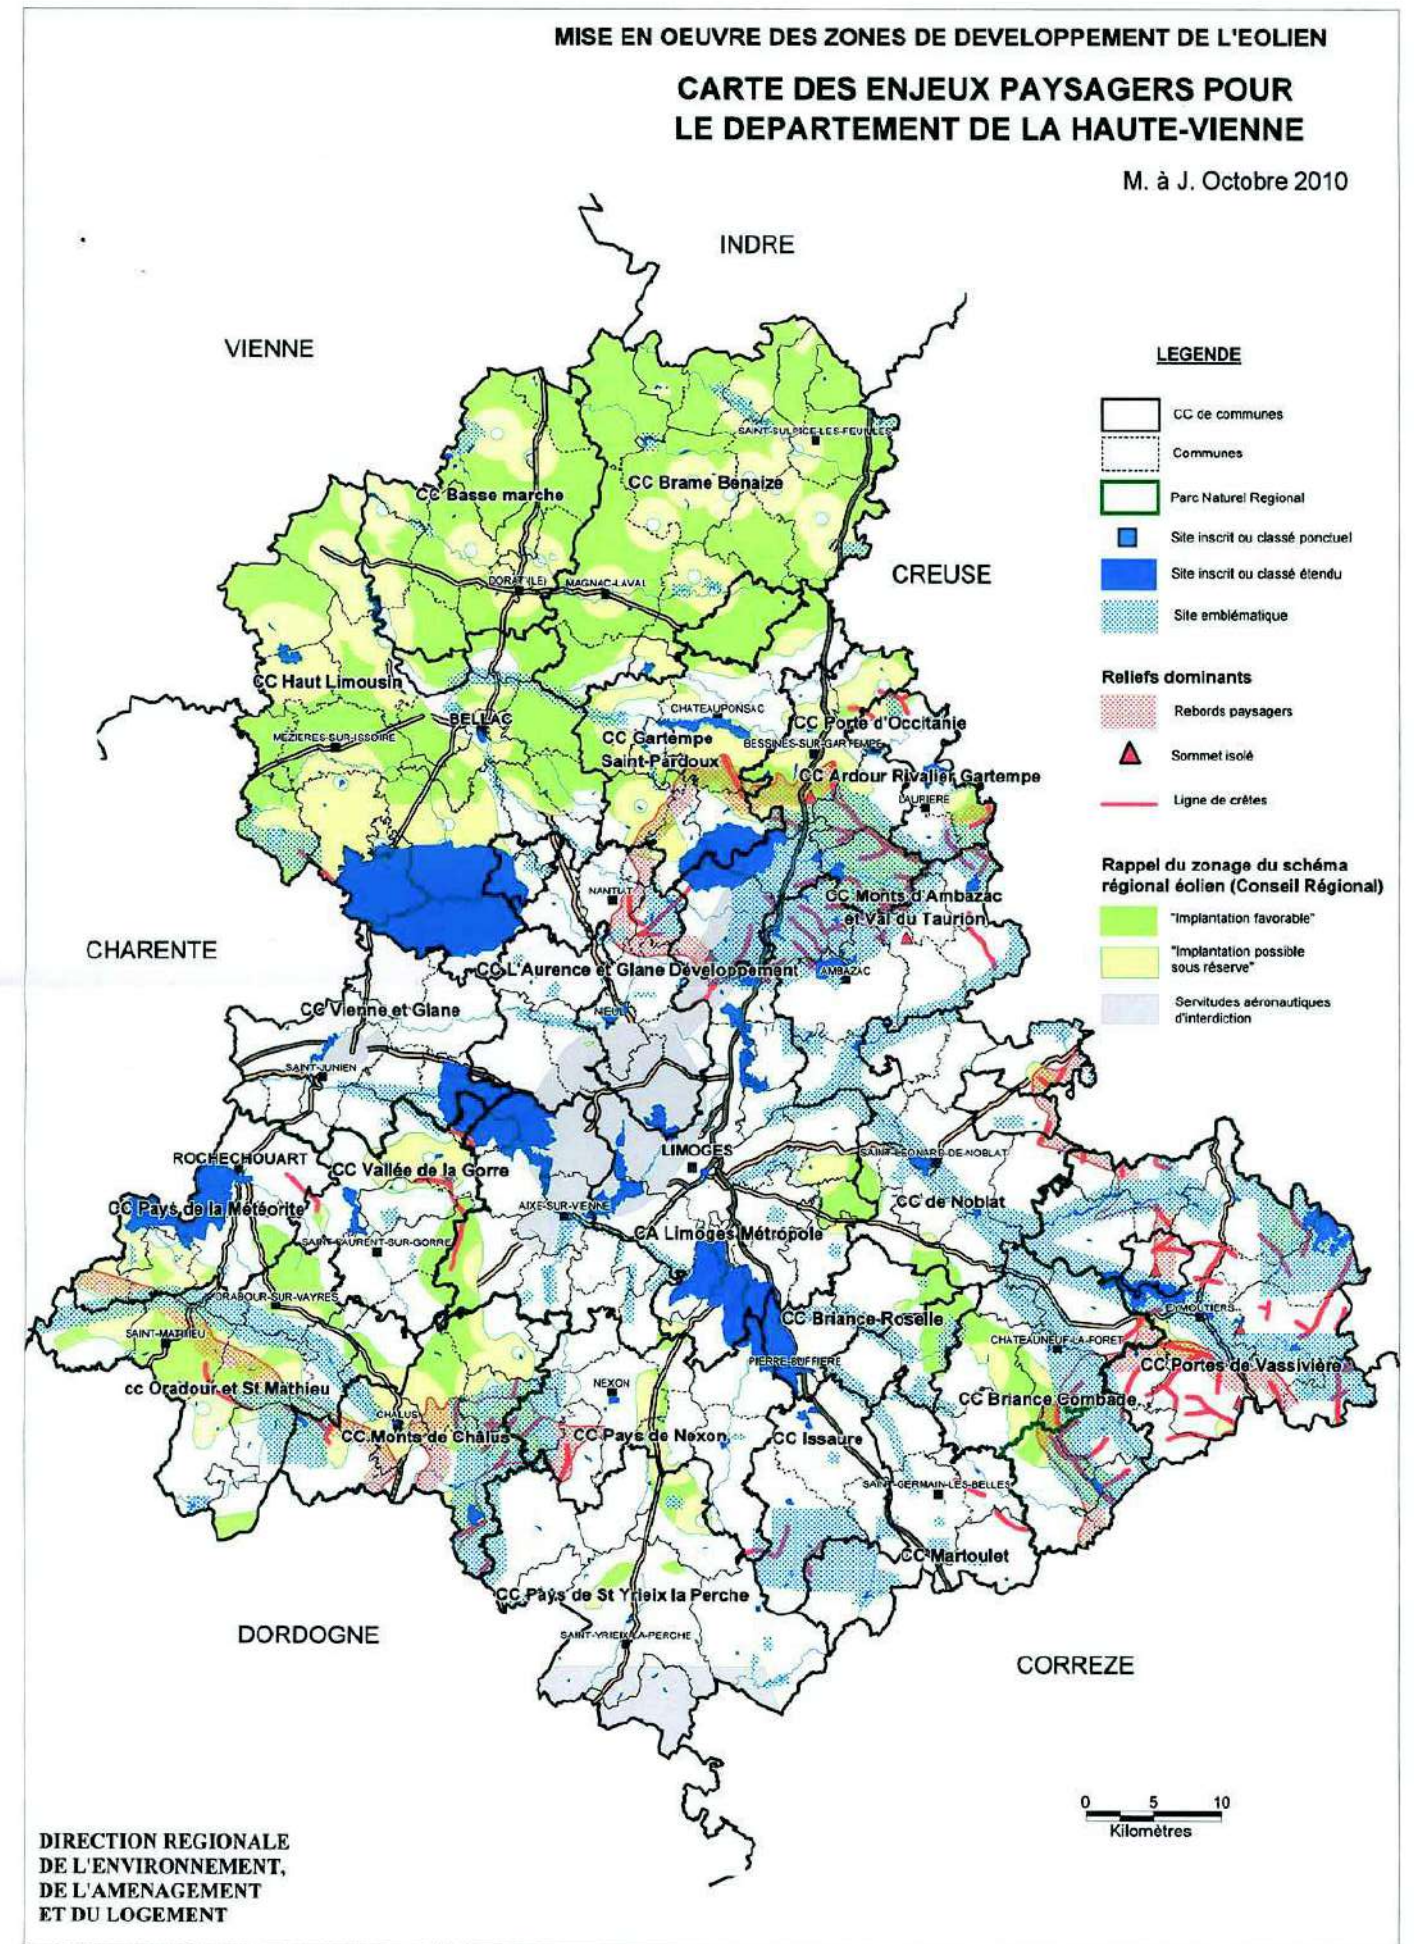 MISE EN OEUVRE DES ZONES DE DEVELOPPEMENT DE L'EOLIEN
CARTE DES ENJEUX PAYSAGERS POUR
LE DEPARTEMENT DE LA HAUTE-VIENNE
M. à J. Octobre 2010
INDRE
VIENNE
LEGENDE
CC de communes
Communes
Parc Naturel Regional
Site inscrit ou classé ponctuel
Site inscrit ou classé étendu
Site emblématique
Reliefs dominants
Rebords paysagers
Sommet isolé
Ligne de crêtes
Rappel du zonage du schéma
régional éolien (Conseil Régional)
"Implantation favorable"
"Implantation possible
sous réserve"
Servitudes aéronautiques
d'interdiction
SAINT-SULPICE-LES-FEUILLES
CC Brame Benaize
CC Basse marche
CREUSE
DORAT (LE)
MAGNAC-LAVAL
CC Haut Limousin
CHATEAUPONSAC
BELLAC
CC Porte d'Occitanie
MEZIERES-SUR-ISSOIRE
CC Gartempe
Saint-Pardoux
BESSINES-SUR-GARTEMPE
CC Ardour Rivalier Gartempe
LAURIERE
NANTIAT
CC Monts d'Ambazac
et Val du Taurion
CHARENTE
CC L'Aurence et Glane Développement
AMBAZAC
CC Vienne et Glane
NIEUL
SAINT-JUNIEN
LIMOGES
SAINT-LEONARD-DE-NOBLAT
ROCHECHOUART
CC Vallée de la Gorre
CC de Noblat
CC Pays de la Météorite
AIXE-SUR-VIENNE
CA Limoges Métropole
SAINT-LAURENT-SUR-GORRE
ORADOUR-SUR-VAYRES
EYMOUTIERS
CC Briance-Roselle
SAINT-MATHIEU
CHATEAUNEUF-LA-FORET
PIERRE-BUFFIERE
CC Portes de Vassivière
cc Oradour et St Mathieu
NEXON
CC Briance Combade
CHALUS
CC Monts de Châlus
CC Pays de Nexon
CC Issaure
SAINT-GERMAIN-LES-BELLES
CC Martoulet
CC Pays de St Yrieix la Perche
SAINT-YRIEIX-LA-PERCHE
DORDOGNE
CORREZE
0 5 10
Kilomètres
DIRECTION REGIONALE
DE L'ENVIRONNEMENT,
DE L'AMENAGEMENT
ET DU LOGEMENT